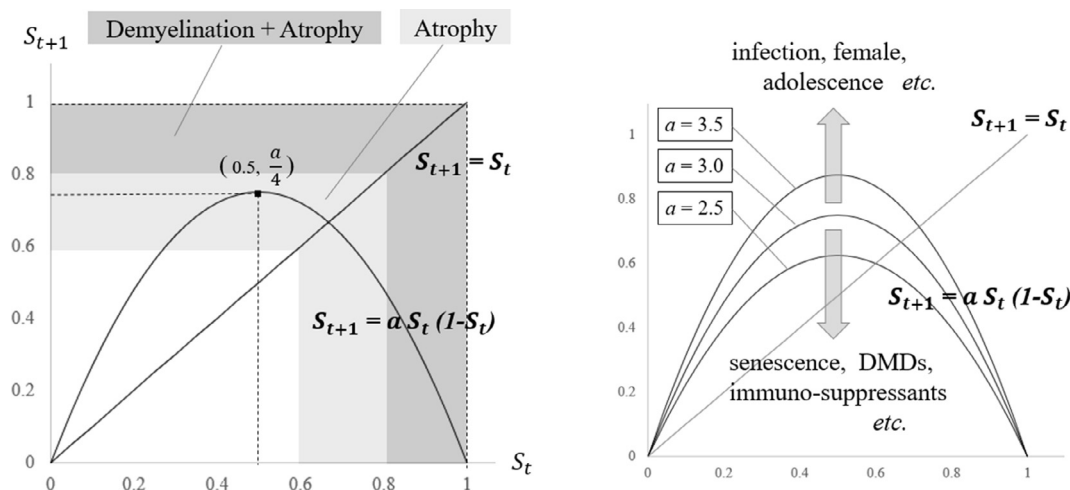 S_{t+1}
Demyelination + Atrophy
Atrophy
1
0.8
0.6
0.4
0.2
0
( 0.5, a/4 )
S_{t+1} = S_t
S_{t+1} = a S_t (1-S_t)
0 0.2 0.4 0.6 0.8 1
S_t
infection, female,
adolescence etc.
S_{t+1} = S_t
a = 3.5
a = 3.0
a = 2.5
1
0.8
0.6
0.4
0.2
0
S_{t+1} = a S_t (1-S_t)
senescence, DMDs,
immuno-suppressants
etc.
0 0.2 0.4 0.6 0.8 1